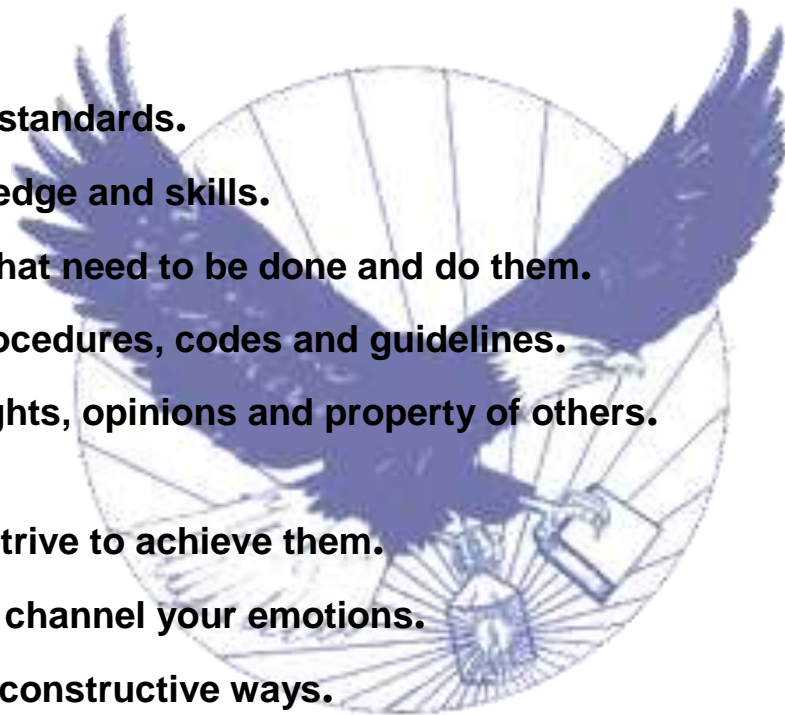 standards.
edge and skills.
hat need to be done and do them.
ocedures, codes and guidelines.
ghts, opinions and property of others.
trive to achieve them.
channel your emotions.
constructive ways.